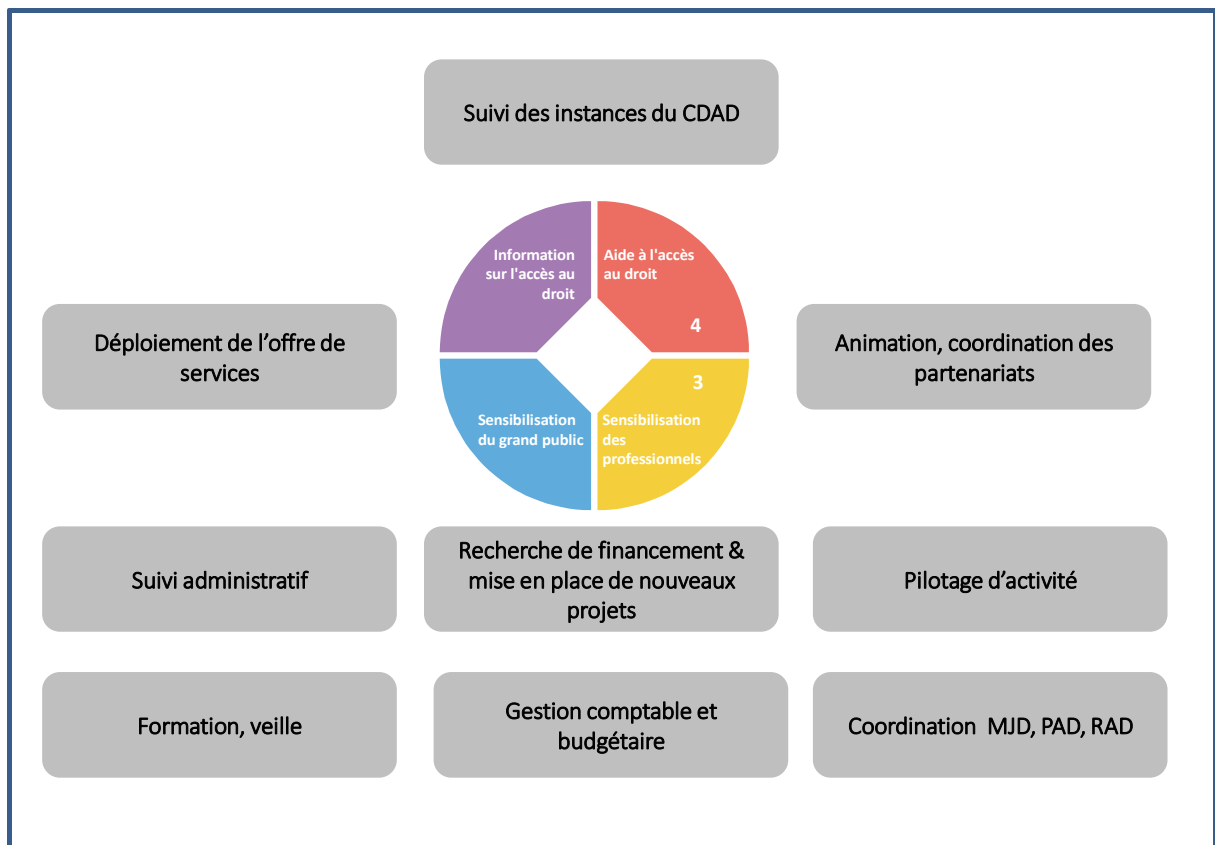 Suivi des instances du CDAD
Information
sur l'accès au
droit
Aide à l'accès
au droit
4
Déploiement de l’offre de
services
Animation, coordination des
partenariats
3
Sensibilisation
du grand public
Sensibilisation
des
professionnels
Suivi administratif
Recherche de financement &
mise en place de nouveaux
projets
Pilotage d’activité
Formation, veille
Gestion comptable et
budgétaire
Coordination MJD, PAD, RAD